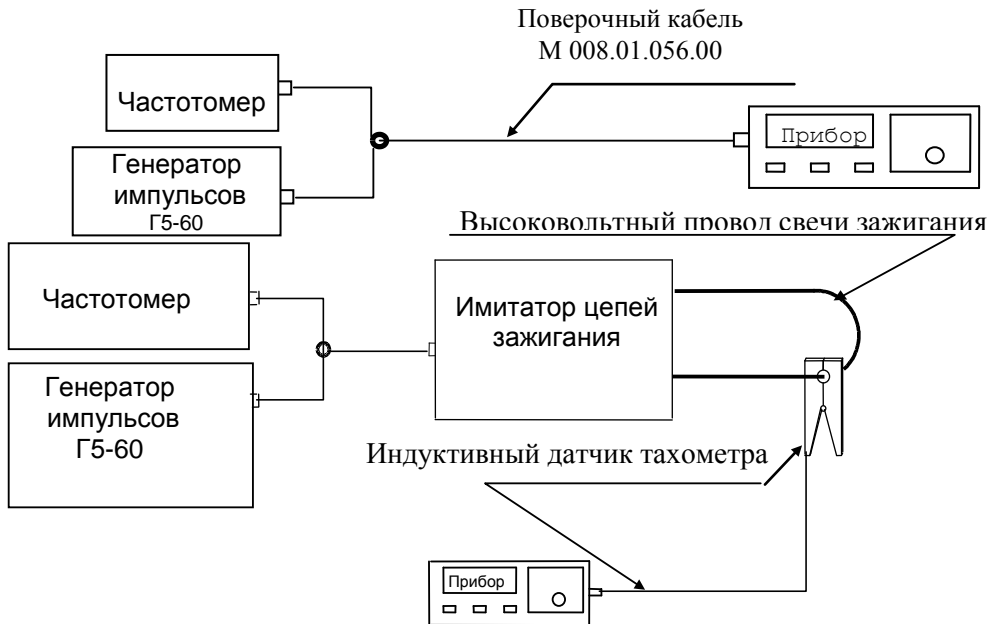 Поверочный кабель
М 008.01.056.00
Частотомер
Прибор
Генератор
импульсов
Г5-60
Высоковольтный провод свечи зажигания
Частотомер
Имитатор цепей
зажигания
Генератор
импульсов
Г5-60
Индуктивный датчик тахометра
Прибор